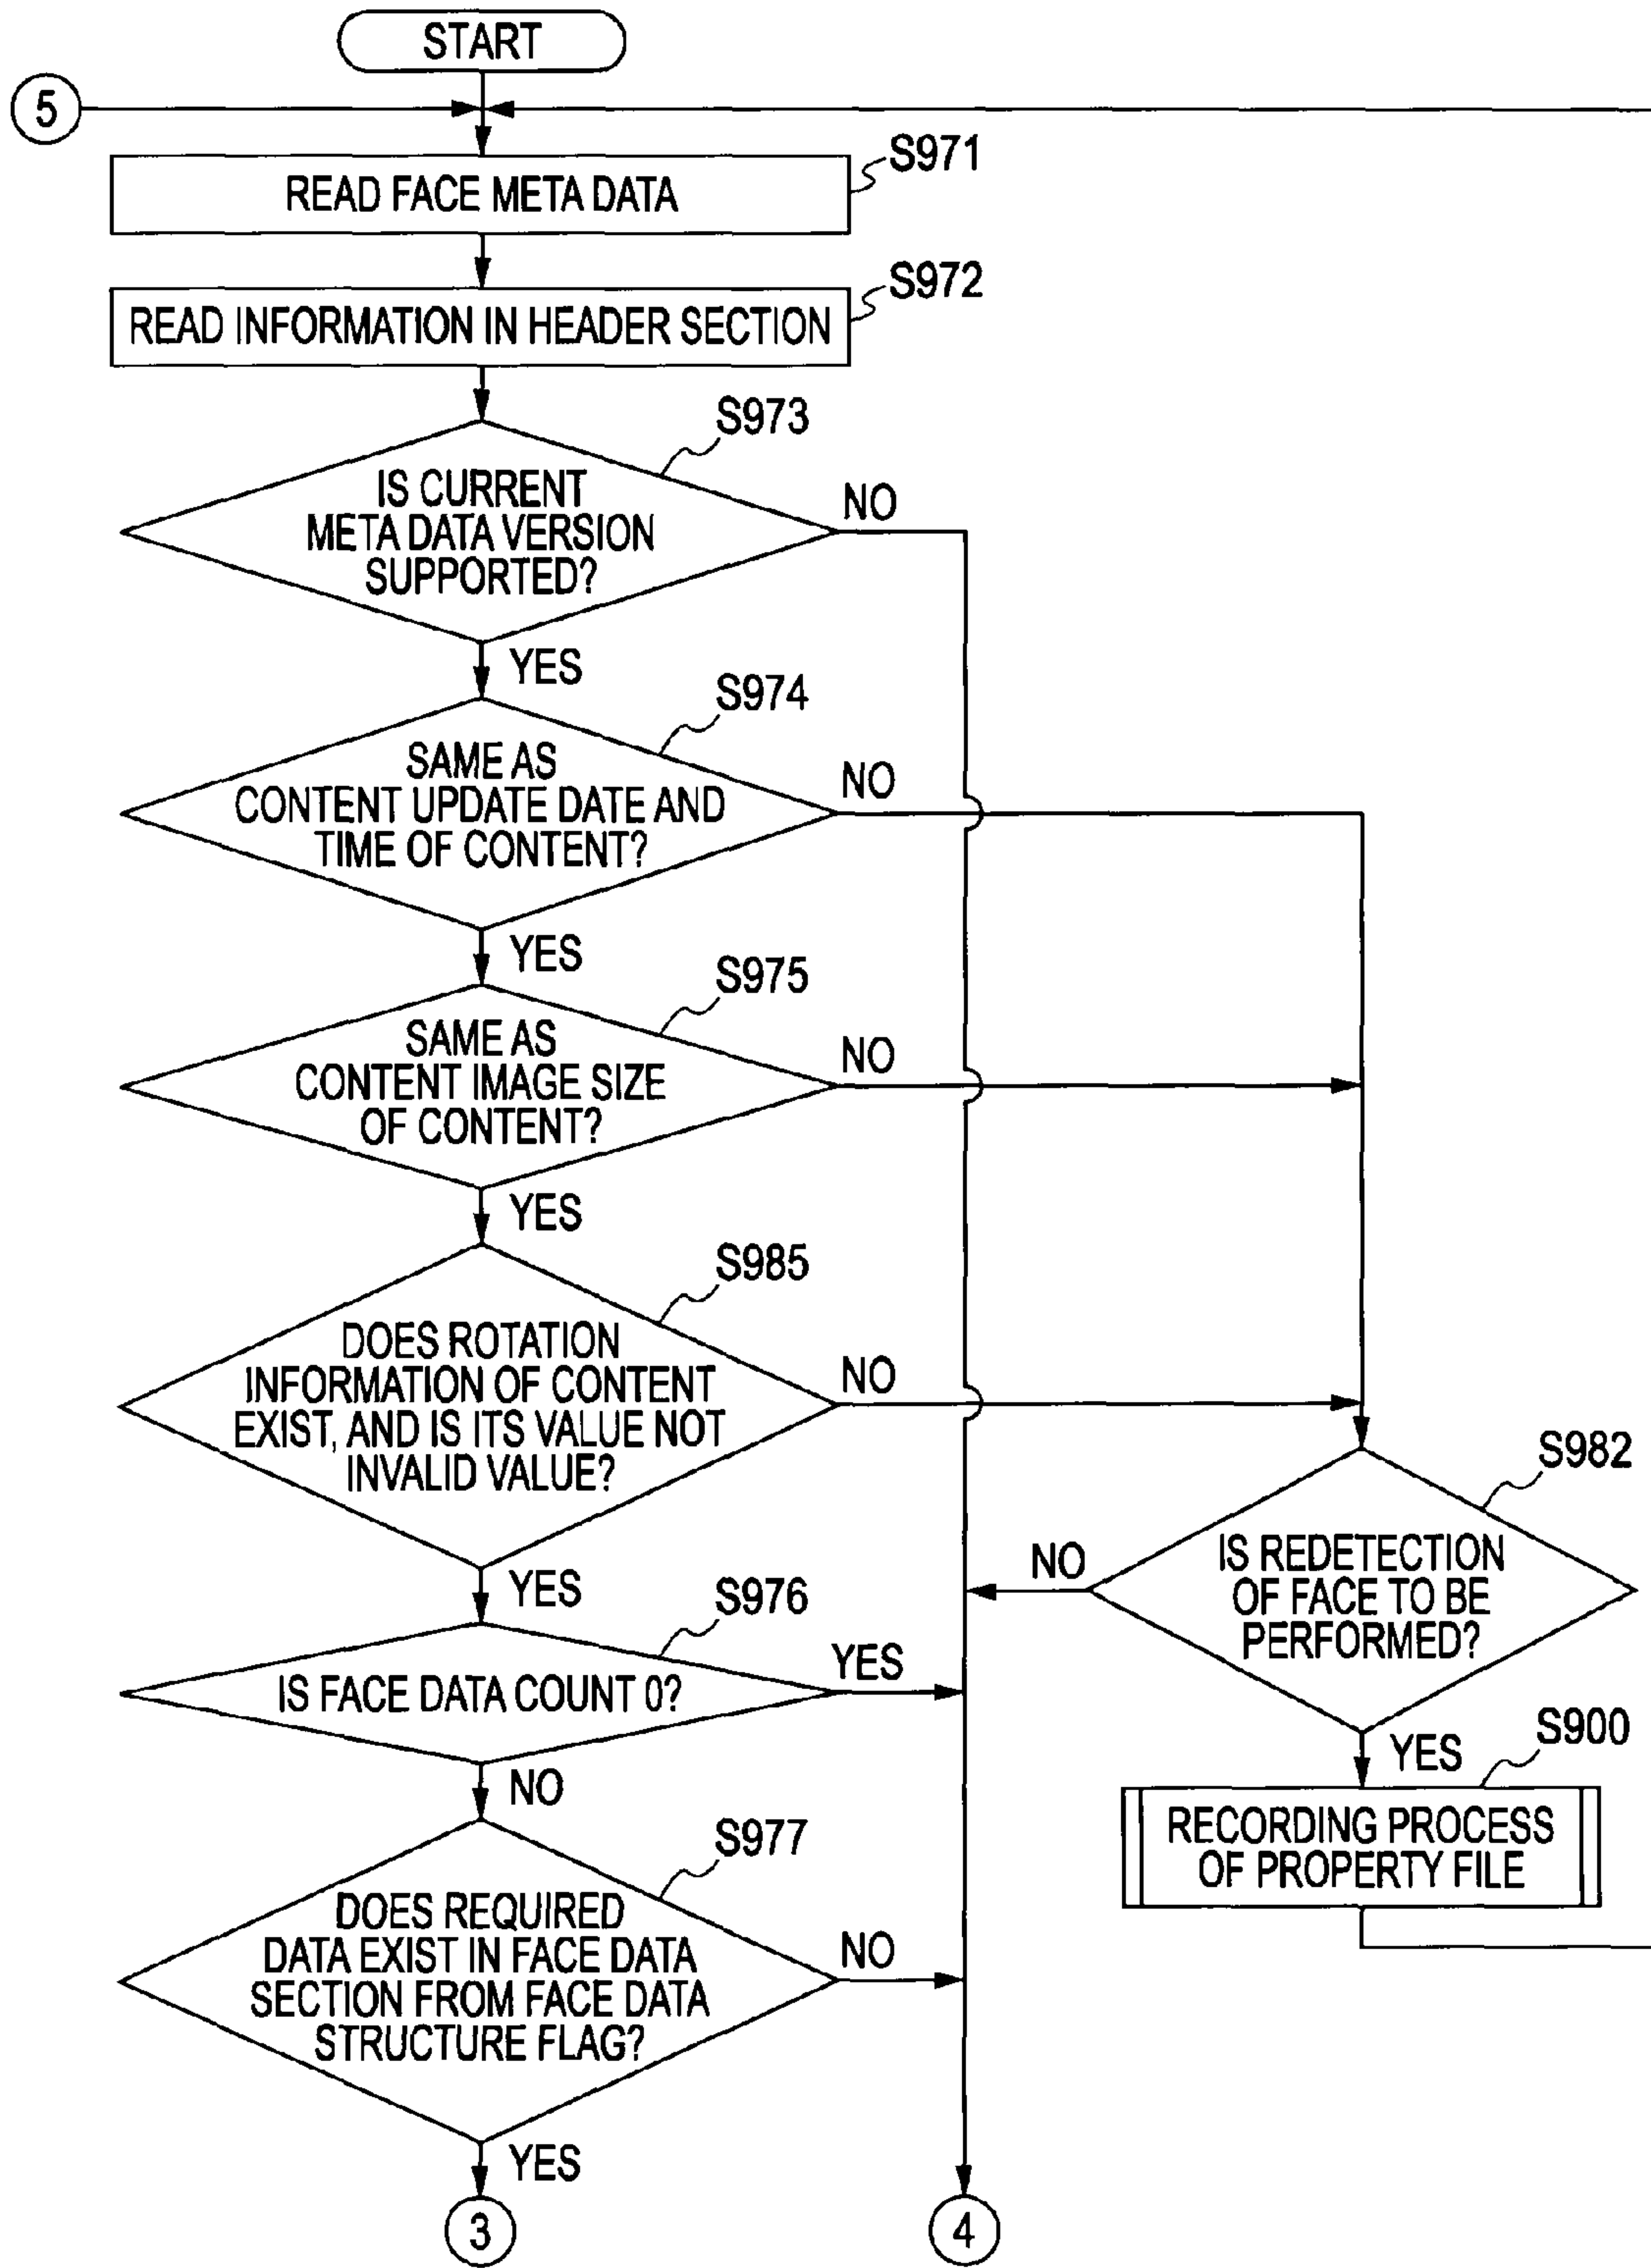 START
5
S971
READ FACE META DATA
S972
READ INFORMATION IN HEADER SECTION
S973
IS CURRENT
META DATA VERSION
SUPPORTED?
NO
YES
S974
SAME AS
CONTENT UPDATE DATE AND
TIME OF CONTENT?
NO
YES
S975
SAME AS
CONTENT IMAGE SIZE
OF CONTENT?
NO
YES
S985
DOES ROTATION
INFORMATION OF CONTENT
EXIST, AND IS ITS VALUE NOT
INVALID VALUE?
NO
YES
S982
IS REDETECTION
OF FACE TO BE
PERFORMED?
NO
YES
S976
IS FACE DATA COUNT 0?
YES
NO
S900
RECORDING PROCESS
OF PROPERTY FILE
S977
DOES REQUIRED
DATA EXIST IN FACE DATA
SECTION FROM FACE DATA
STRUCTURE FLAG?
NO
YES
3
4